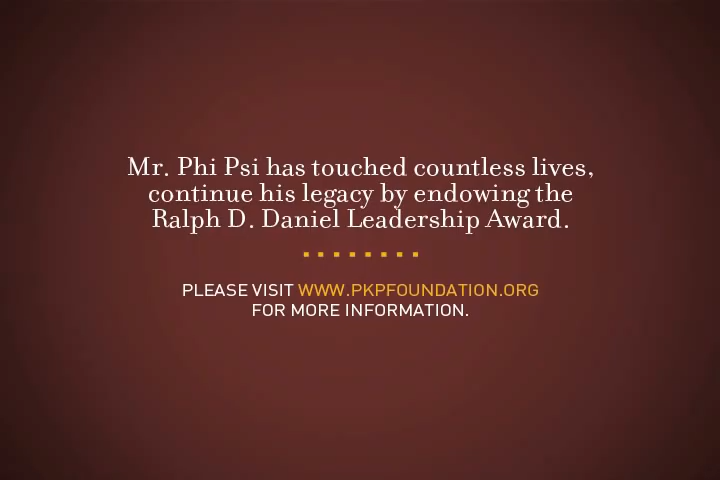 Mr. Phi Psi has touched countless lives,
continue his legacy by endowing the
Ralph D. Daniel Leadership Award.
PLEASE VISIT WWW.PKPFOUNDATION.ORG
FOR MORE INFORMATION.